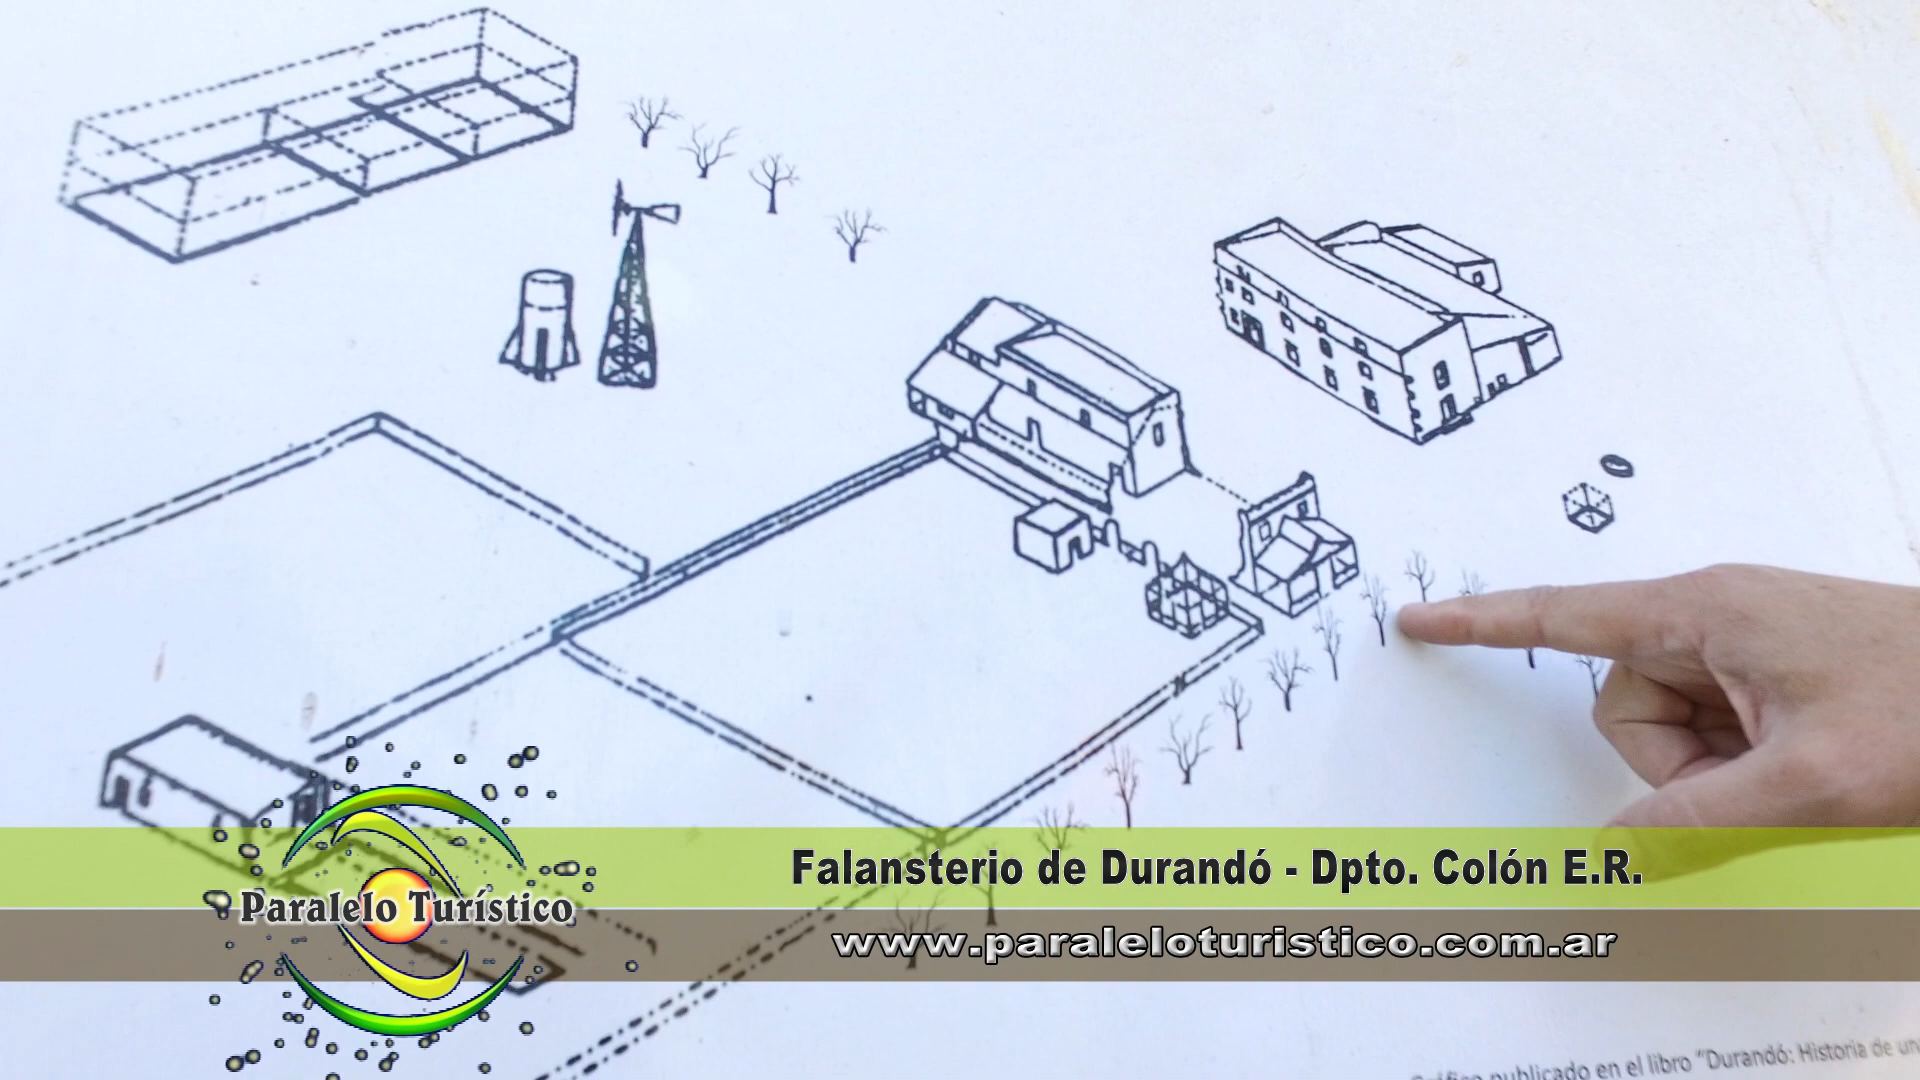 Falansterio de Durandó - Dpto. Colón E.R.
Paralelo Turístico
www.paraleloturistico.com.ar
Gráfico publicado en el libro "Durandó: Historia de un